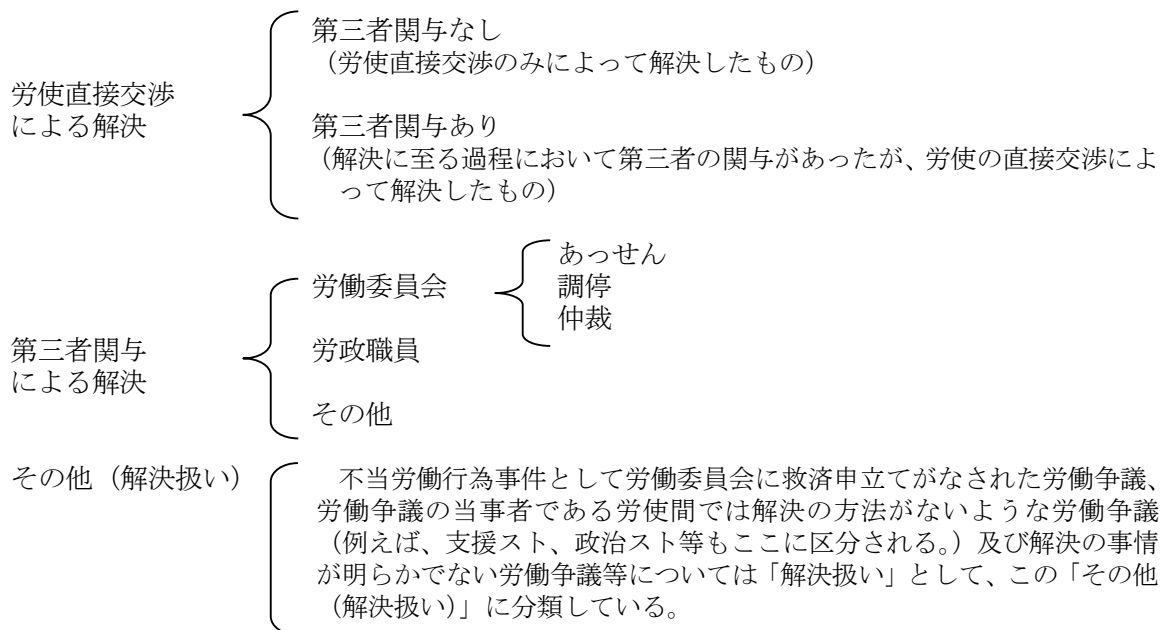 労使直接交渉
による解決
第三者関与なし
(労使直接交渉のみによって解決したもの)
第三者関与あり
(解決に至る過程において第三者の関与があったが、労使の直接交渉によ
って解決したもの)
第三者関与
による解決
労働委員会
あっせん
調停
仲裁
労政職員
その他
その他(解決扱い)
不当労働行為事件として労働委員会に救済申立てがなされた労働争議、
労働争議の当事者である労使間では解決の方法がないような労働争議
(例えば、支援スト、政治スト等もここに区分される。)及び解決の事情
が明らかでない労働争議等については「解決扱い」として、この「その他
(解決扱い)」に分類している。